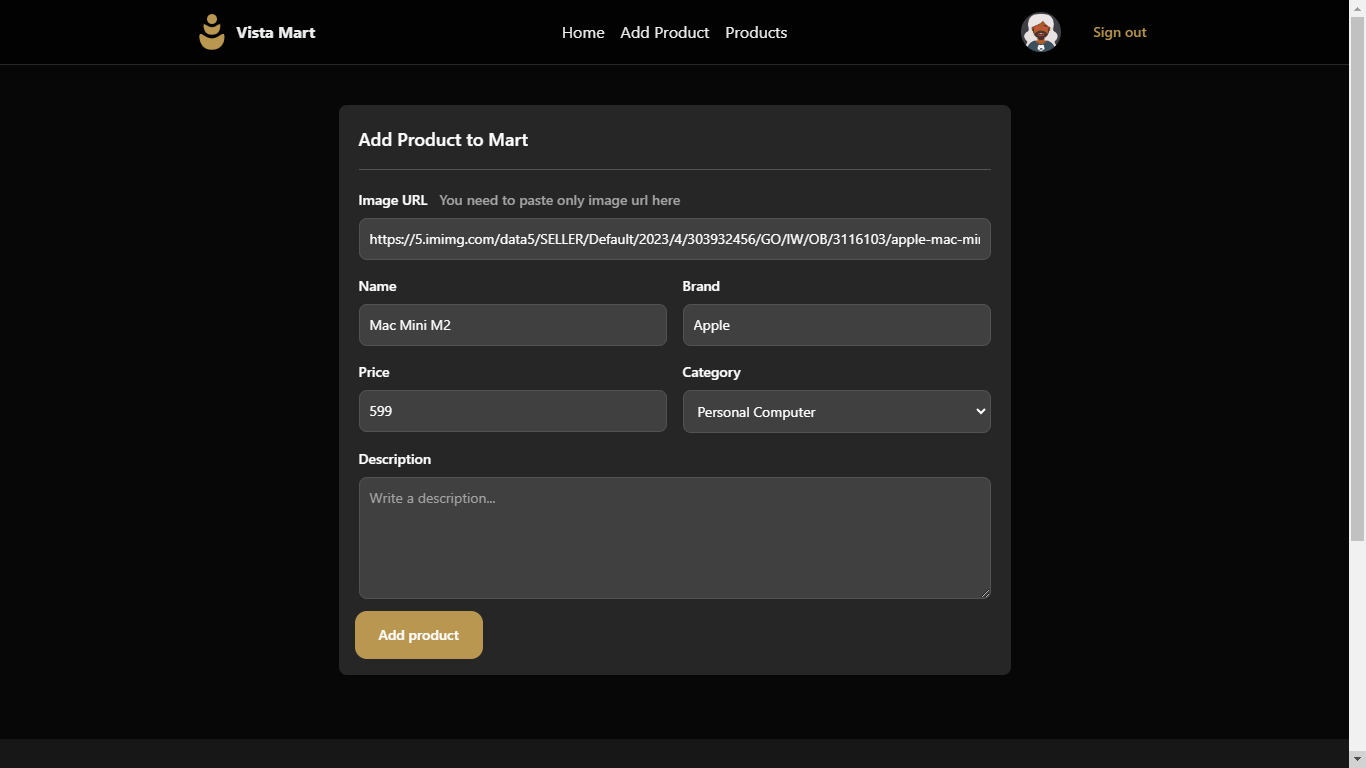 Vista Mart
Home Add Product Products
Sign out
Add Product to Mart
Image URL You need to paste only image url here
https://5.imimg.com/data5/SELLER/Default/2023/4/303932456/GO/IW/OB/3116103/apple-mac-mi
Name Brand
Mac Mini M2 Apple
Price Category
599 Personal Computer
Description
Write a description...
Add product